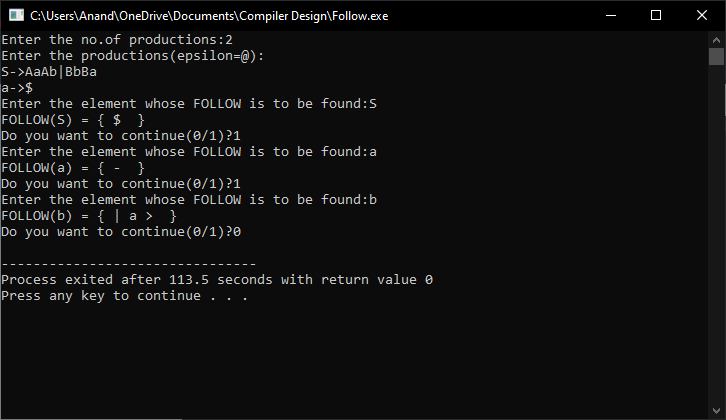 C:\Users\Anand\OneDrive\Documents\Compiler Design\Follow.exe
Enter the no.of productions:2
Enter the productions(epsilon=@):
S->AaAb|BbBa
a->$
Enter the element whose FOLLOW is to be found:S
FOLLOW(S) = { $  }
Do you want to continue(0/1)?1
Enter the element whose FOLLOW is to be found:a
FOLLOW(a) = { -  }
Do you want to continue(0/1)?1
Enter the element whose FOLLOW is to be found:b
FOLLOW(b) = { | a >  }
Do you want to continue(0/1)?0
--------------------------------
Process exited after 113.5 seconds with return value 0
Press any key to continue . . .